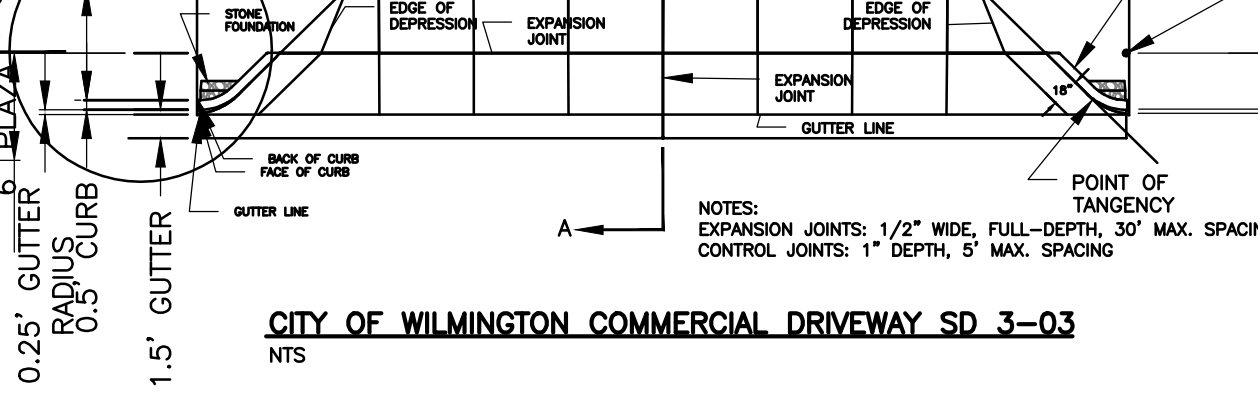 STONE
FOUNDATION
EDGE OF
DEPRESSION
EXPANSION
JOINT
EDGE OF
DEPRESSION
EXPANSION
JOINT
18"
GUTTER LINE
BACK OF CURB
FACE OF CURB
GUTTER LINE
POINT OF
TANGENCY
A
NOTES:
EXPANSION JOINTS: 1/2" WIDE, FULL-DEPTH, 30' MAX. SPACIN
CONTROL JOINTS: 1" DEPTH, 5' MAX. SPACING
0.25' GUTTER
RADIUS
0.5' CURB
1.5' GUTTER
CITY OF WILMINGTON COMMERCIAL DRIVEWAY SD 3-03
NTS